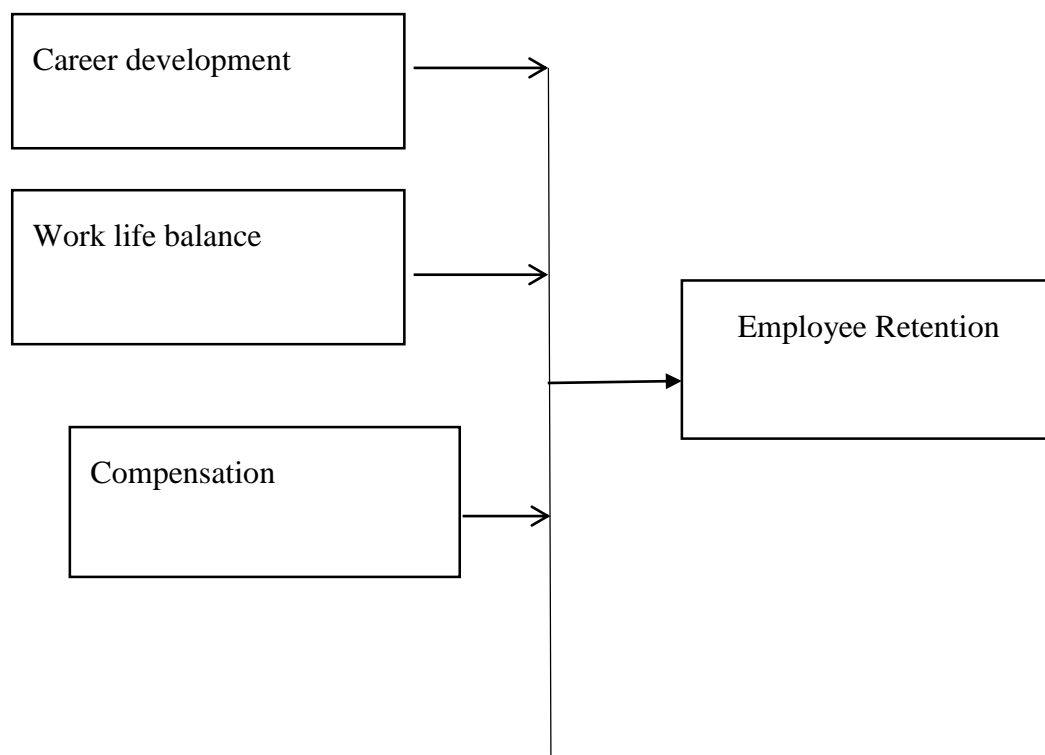 Career development
Work life balance
Employee Retention
Compensation